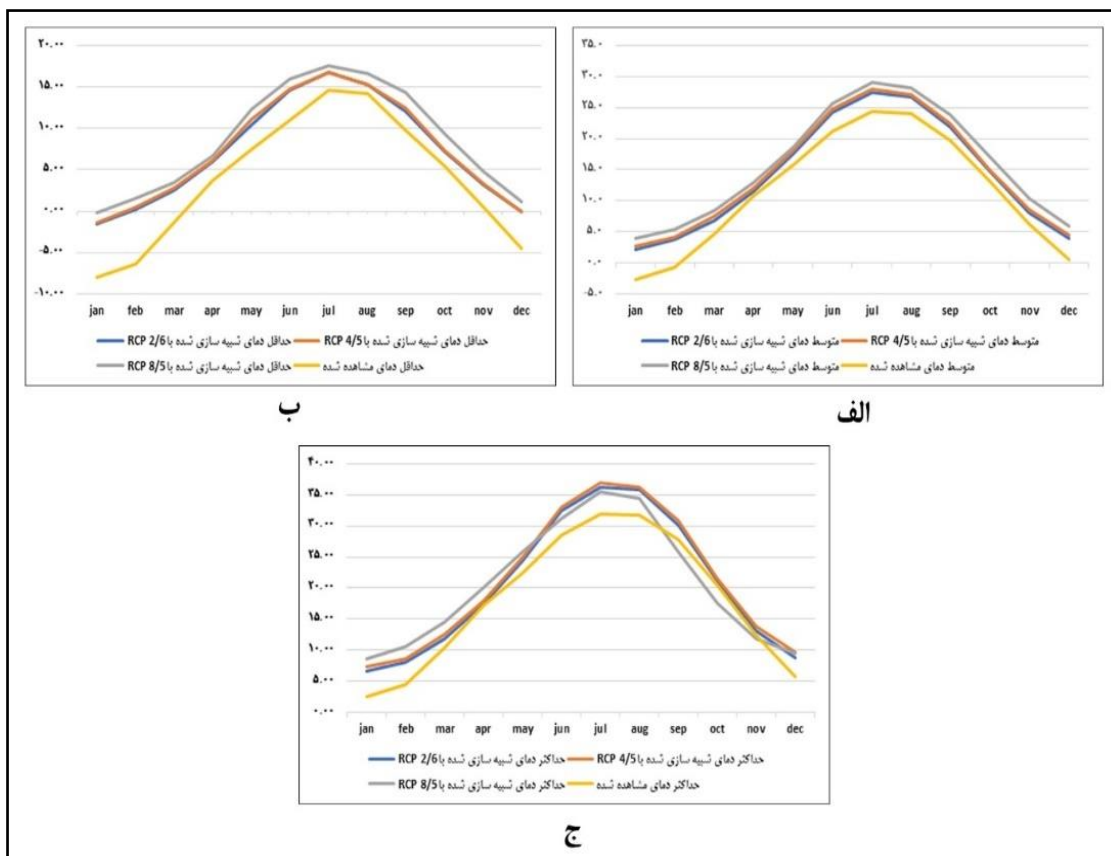 ۲۰.۰۰
۱۵.۰۰
۱۰.۰۰
۵.۰۰
۰.۰۰
-۵.۰۰
-۱۰.۰۰
jan feb mar apr may jun jul aug sep oct nov dec
حداقل دمای شبیه سازی شده با RCP 2/6 حداقل دمای شبیه سازی شده با RCP 4/5
حداقل دمای شبیه سازی شده با RCP 8/5 حداقل دمای مشاهده شده
ب
۳۵.۰
۳۰.۰
۲۵.۰
۲۰.۰
۱۵.۰
۱۰.۰
۵.۰
۰.۰
-۵.۰
jan feb mar apr may jun jul aug sep oct nov dec
متوسط دمای شبیه سازی شده با RCP 2/6 متوسط دمای شبیه سازی شده با RCP 4/5
متوسط دمای شبیه سازی شده با RCP 8/5 متوسط دمای مشاهده شده
الف
۴۰.۰۰
۳۵.۰۰
۳۰.۰۰
۲۵.۰۰
۲۰.۰۰
۱۵.۰۰
۱۰.۰۰
۵.۰۰
۰.۰۰
jan feb mar apr may jun jul aug sep oct nov dec
حداکثر دمای شبیه سازی شده با RCP 2/6 حداکثر دمای شبیه سازی شده با RCP 4/5
حداکثر دمای شبیه سازی شده با RCP 8/5 حداکثر دمای مشاهده شده
ج